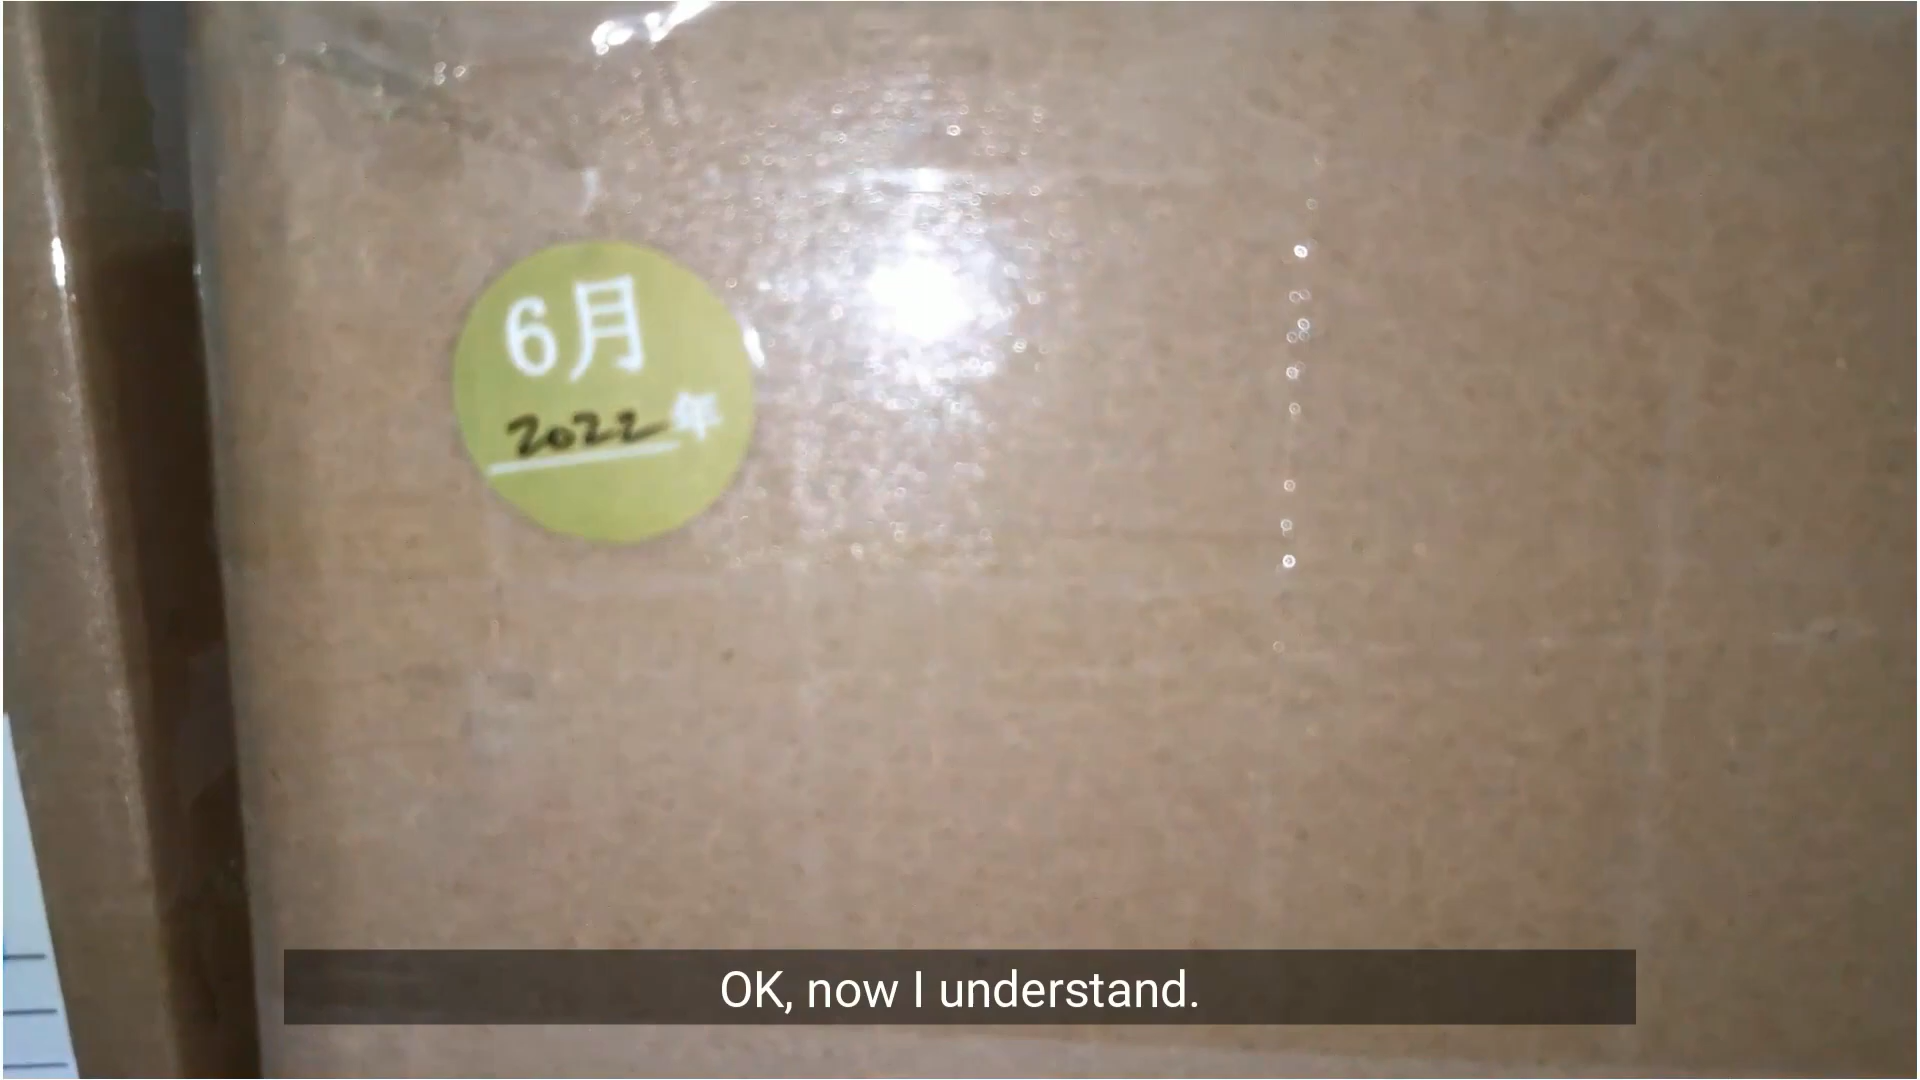 6月
2022年
OK, now I understand.